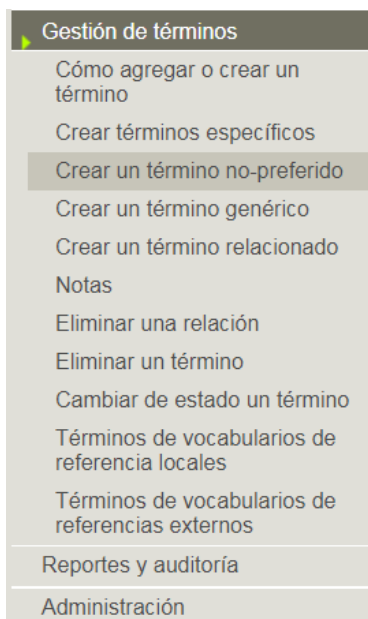 Gestión de términos
Cómo agregar o crear un
término
Crear términos específicos
Crear un término no-preferido
Crear un término genérico
Crear un término relacionado
Notas
Eliminar una relación
Eliminar un término
Cambiar de estado un término
Términos de vocabularios de
referencia locales
Términos de vocabularios de
referencias externos
Reportes y auditoría
Administración